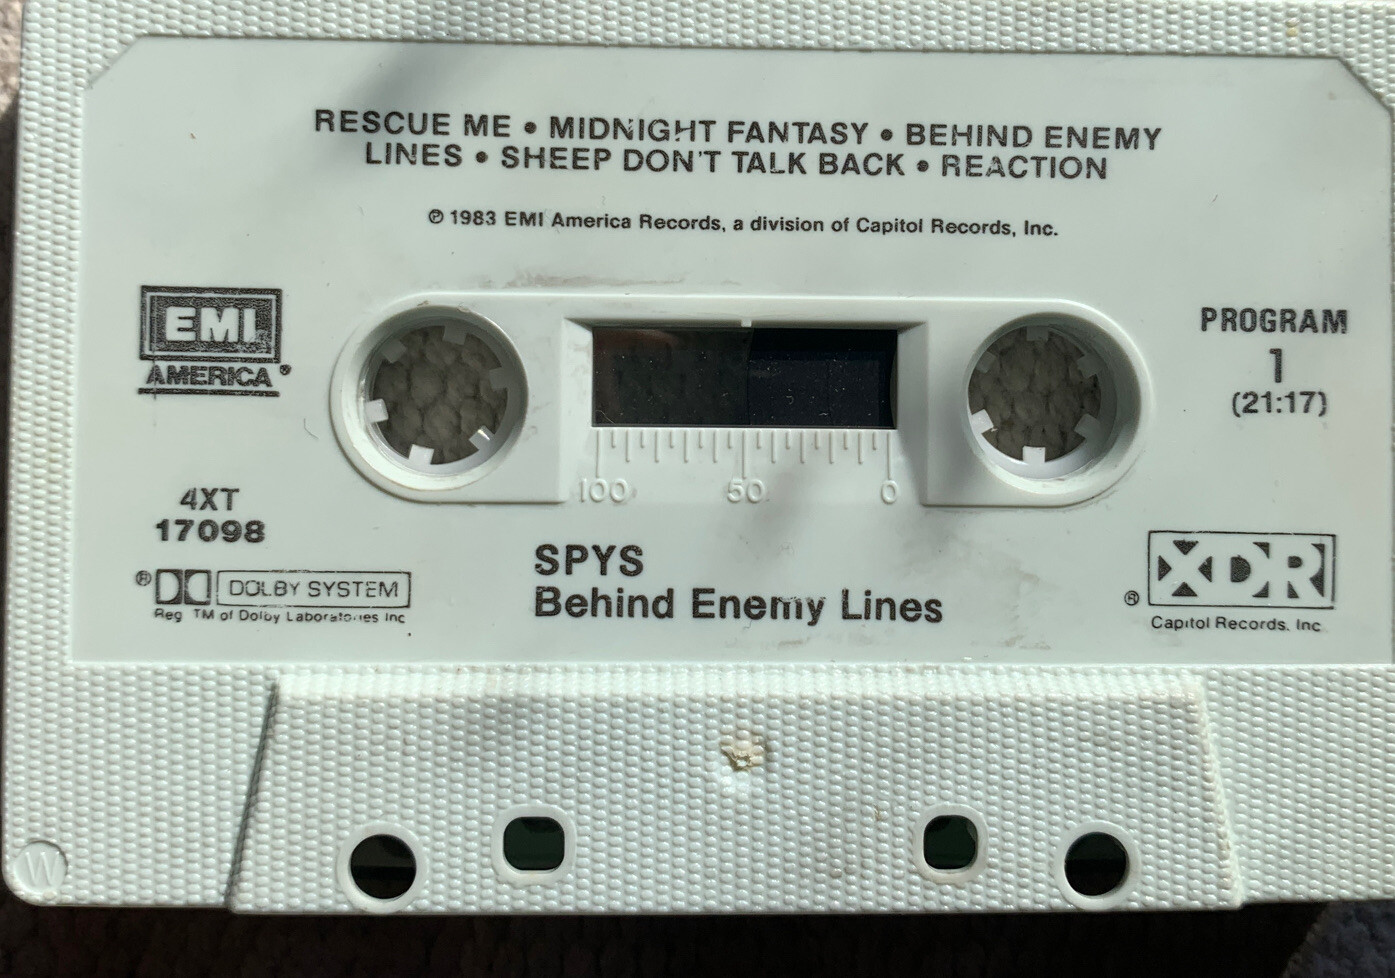 RESCUE ME • MIDNIGHT FANTASY • BEHIND ENEMY
LINES • SHEEP DON'T TALK BACK • REACTION
℗ 1983 EMI America Records, a division of Capitol Records, Inc.
EMI
AMERICA®
PROGRAM
1
(21:17)
100 50 0
4XT
17098
® DOLBY SYSTEM
Reg TM of Dolby Laboratories Inc
SPYS
Behind Enemy Lines
® XDR
Capitol Records. Inc
W